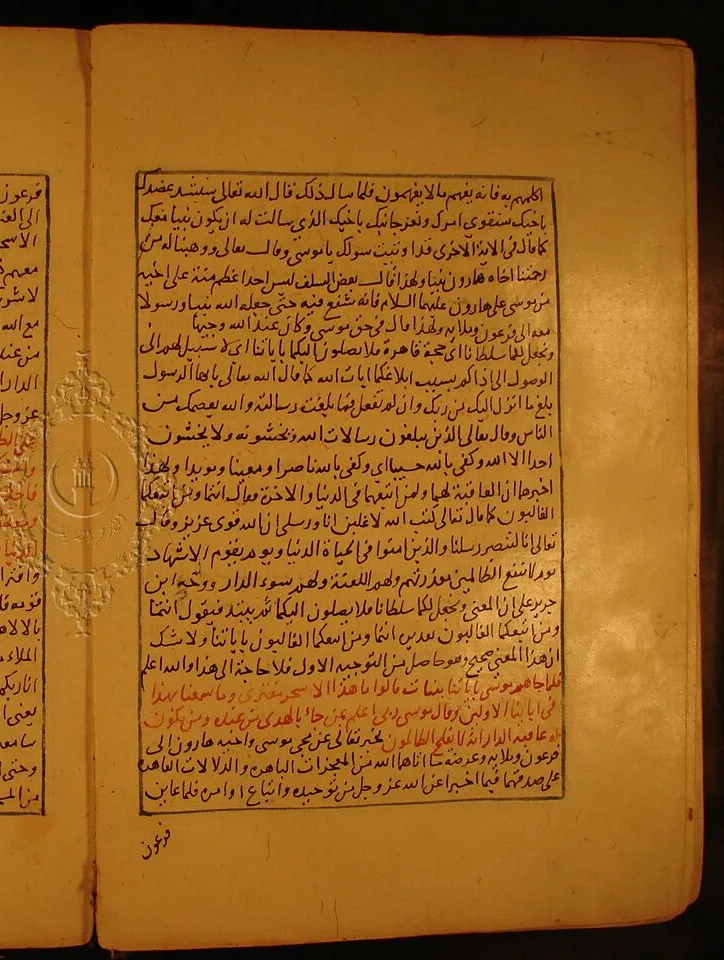 اكلمهم به فانه يفهم مالا يفهمون فلما سال ذلك قال الله تعالى سنشد عضدك
باخيك سنقوي امرك ونعز جانبك باخيك الذي سالت له ان يكون نبيا معك
كما قال في الاية الاخرى قد اوتيت سولك يا موسى وقال تعالى ووهبنا له من
رحمتنا اخاه هارون نبيا ولهذا قال بعض السلف ليس احد اعظم منة على اخيه
من موسى على هارون عليهما السلام فانه شفع فيه حتى جعله الله نبيا ورسولا
معه الى فرعون وملايه ولهذا قال في حق موسى وكان عند الله وجيها
ونجعل لكما سلطانا اي حجة قاهرة فلا يصلون اليكما باياتنا اي لا سبيل لهم الى
الوصول الى اذاكم بسبب ابلاغكما ايات الله كما قال الله تعالى يا ايها الرسول
بلغ ما انزل اليك من ربك وان لم تفعل فما بلغت رسالته والله يعصمك من
الناس وقال تعالى الذين يبلغون رسالات الله ويخشونه ولا يخشون
احدا الا الله وكفى بالله حسيبا اي وكفى بالله ناصرا ومعينا ومويدا ولهذا
اخبرهما ان العاقبة لهما ولمن اتبعهما في الدنيا والاخرة فقال انتما ومن اتبعكما
الغالبون كما قال تعالى كتب الله لاغلبن انا ورسلي ان الله قوي عزيز وقال
تعالى انا لننصر رسلنا والذين امنوا في الحياة الدنيا ويوم يقوم الاشهاد
يوم لا تنفع الظالمين معذرتهم ولهم اللعنة ولهم سوء الدار ووجه ابن
جرير على ان المعنى ونجعل لكما سلطانا فلا يصلون اليكما ثم يبتدا فيقول باياتنا
ومن اتبعكما الغالبون انتما ومن اتبعكما الغالبون باياتنا ولا شك
ان هذا المعنى صحيح وهو حاصل من التوجيه الاول فلا حاجة الى هذا والله اعلم
فلما جاهم موسى باياتنا بينات قالوا ما هذا الا سحر مفترى وما سمعنا بهذا
في اباينا الاولين وقال موسى ربي اعلم بمن جاء بالهدى من عنده ومن تكون
له عاقبة الدار انه لا يفلح الظالمون يخبر تعالى عن مجي موسى واخيه هارون الى
فرعون وملايه وعرضه ما اتاهما الله من المعجزات الباهرة والدلالات القاهرة
على صدقهما فيما اخبرا عن الله عز وجل من توحيده واتباع اوامره فلما عاين
فرعون